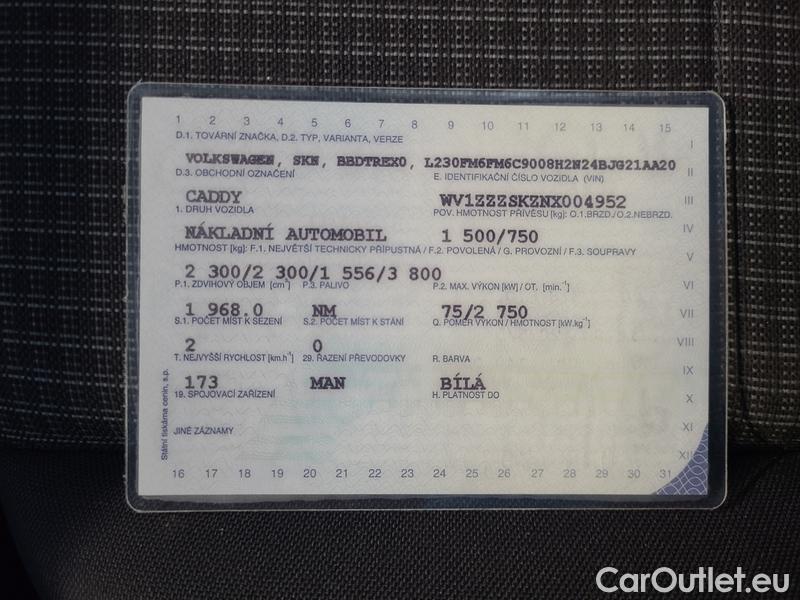 1 2 3 4 5 6 7 8 9 10 11 12 13 14 15
D.1. TOVÁRNÍ ZNAČKA, D.2. TYP, VARIANTA, VERZE
I
VOLKSWAGEN, SKN, BBDTREX0, L230FM6FM6C9008H2N24BJG21AA20
D.3. OBCHODNÍ OZNAČENÍ E. IDENTIFIKAČNÍ ČÍSLO VOZIDLA (VIN)
II
CADDY WV1ZZZSKZNX004952
III
1. DRUH VOZIDLA POV. HMOTNOST PŘÍVĚSU [kg]: O.1.BRZD./O.2.NEBRZD.
NÁKLADNÍ AUTOMOBIL 1 500/750
IV
HMOTNOST [kg]: F.1. NEJVĚTŠÍ TECHNICKY PŘÍPUSTNÁ / F.2. POVOLENÁ / G. PROVOZNÍ / F.3. SOUPRAVY
V
2 300/2 300/1 556/3 800
P.1. ZDVIHOVÝ OBJEM [cm³] P.3. PALIVO P.2. MAX. VÝKON [kW] / OT. [min.⁻¹]
VI
1 968.0 NM 75/2 750
VII
S.1. POČET MÍST K SEZENÍ S.2. POČET MÍST K STÁNÍ Q. POMĚR VÝKON / HMOTNOST [kW.kg⁻¹]
2 0
VIII
T. NEJVYŠŠÍ RYCHLOST [km.h⁻¹] 29. ŘAZENÍ PŘEVODOVKY R. BARVA
IX
173 MAN BÍLÁ
19. SPOJOVACÍ ZAŘÍZENÍ H. PLATNOST DO
X
XI
JINÉ ZÁZNAMY
XII
Státní tiskárna cenin, s.p.
16 17 18 19 20 21 22 23 24 25 26 27 28 29 30 31
CarOutlet.eu